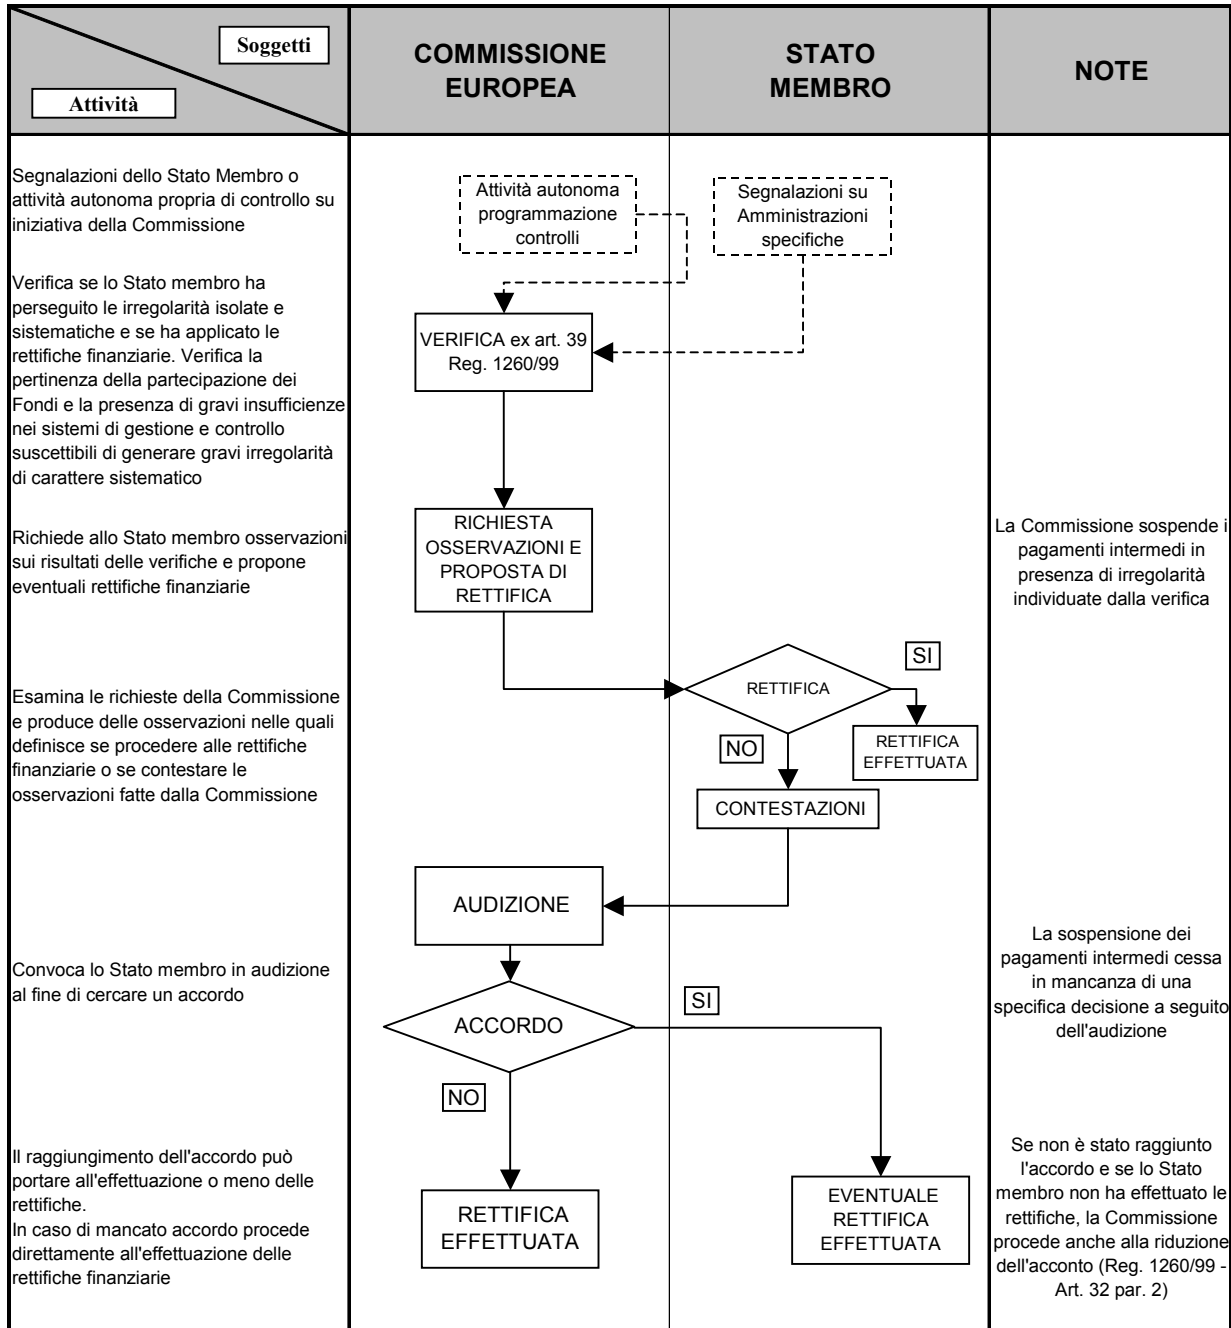 Soggetti
Attività
COMMISSIONE
EUROPEA
STATO
MEMBRO
NOTE
Segnalazioni dello Stato Membro o
attività autonoma propria di controllo su
iniziativa della Commissione
Attività autonoma
programmazione
controlli
Segnalazioni su
Amministrazioni
specifiche
Verifica se lo Stato membro ha
perseguito le irregolarità isolate e
sistematiche e se ha applicato le
rettifiche finanziarie. Verifica la
pertinenza della partecipazione dei
Fondi e la presenza di gravi insufficienze
nei sistemi di gestione e controllo
suscettibili di generare gravi irregolarità
di carattere sistematico
VERIFICA ex art. 39
Reg. 1260/99
Richiede allo Stato membro osservazioni
sui risultati delle verifiche e propone
eventuali rettifiche finanziarie
RICHIESTA
OSSERVAZIONI E
PROPOSTA DI
RETTIFICA
La Commissione sospende i
pagamenti intermedi in
presenza di irregolarità
individuate dalla verifica
Esamina le richieste della Commissione
e produce delle osservazioni nelle quali
definisce se procedere alle rettifiche
finanziarie o se contestare le
osservazioni fatte dalla Commissione
RETTIFICA
SI
RETTIFICA
EFFETTUATA
NO
CONTESTAZIONI
AUDIZIONE
Convoca lo Stato membro in audizione
al fine di cercare un accordo
ACCORDO
SI
NO
La sospensione dei
pagamenti intermedi cessa
in mancanza di una
specifica decisione a seguito
dell'audizione
Il raggiungimento dell'accordo può
portare all'effettuazione o meno delle
rettifiche.
In caso di mancato accordo procede
direttamente all'effettuazione delle
rettifiche finanziarie
RETTIFICA
EFFETTUATA
EVENTUALE
RETTIFICA
EFFETTUATA
Se non è stato raggiunto
l'accordo e se lo Stato
membro non ha effettuato le
rettifiche, la Commissione
procede anche alla riduzione
dell'acconto (Reg. 1260/99 -
Art. 32 par. 2)